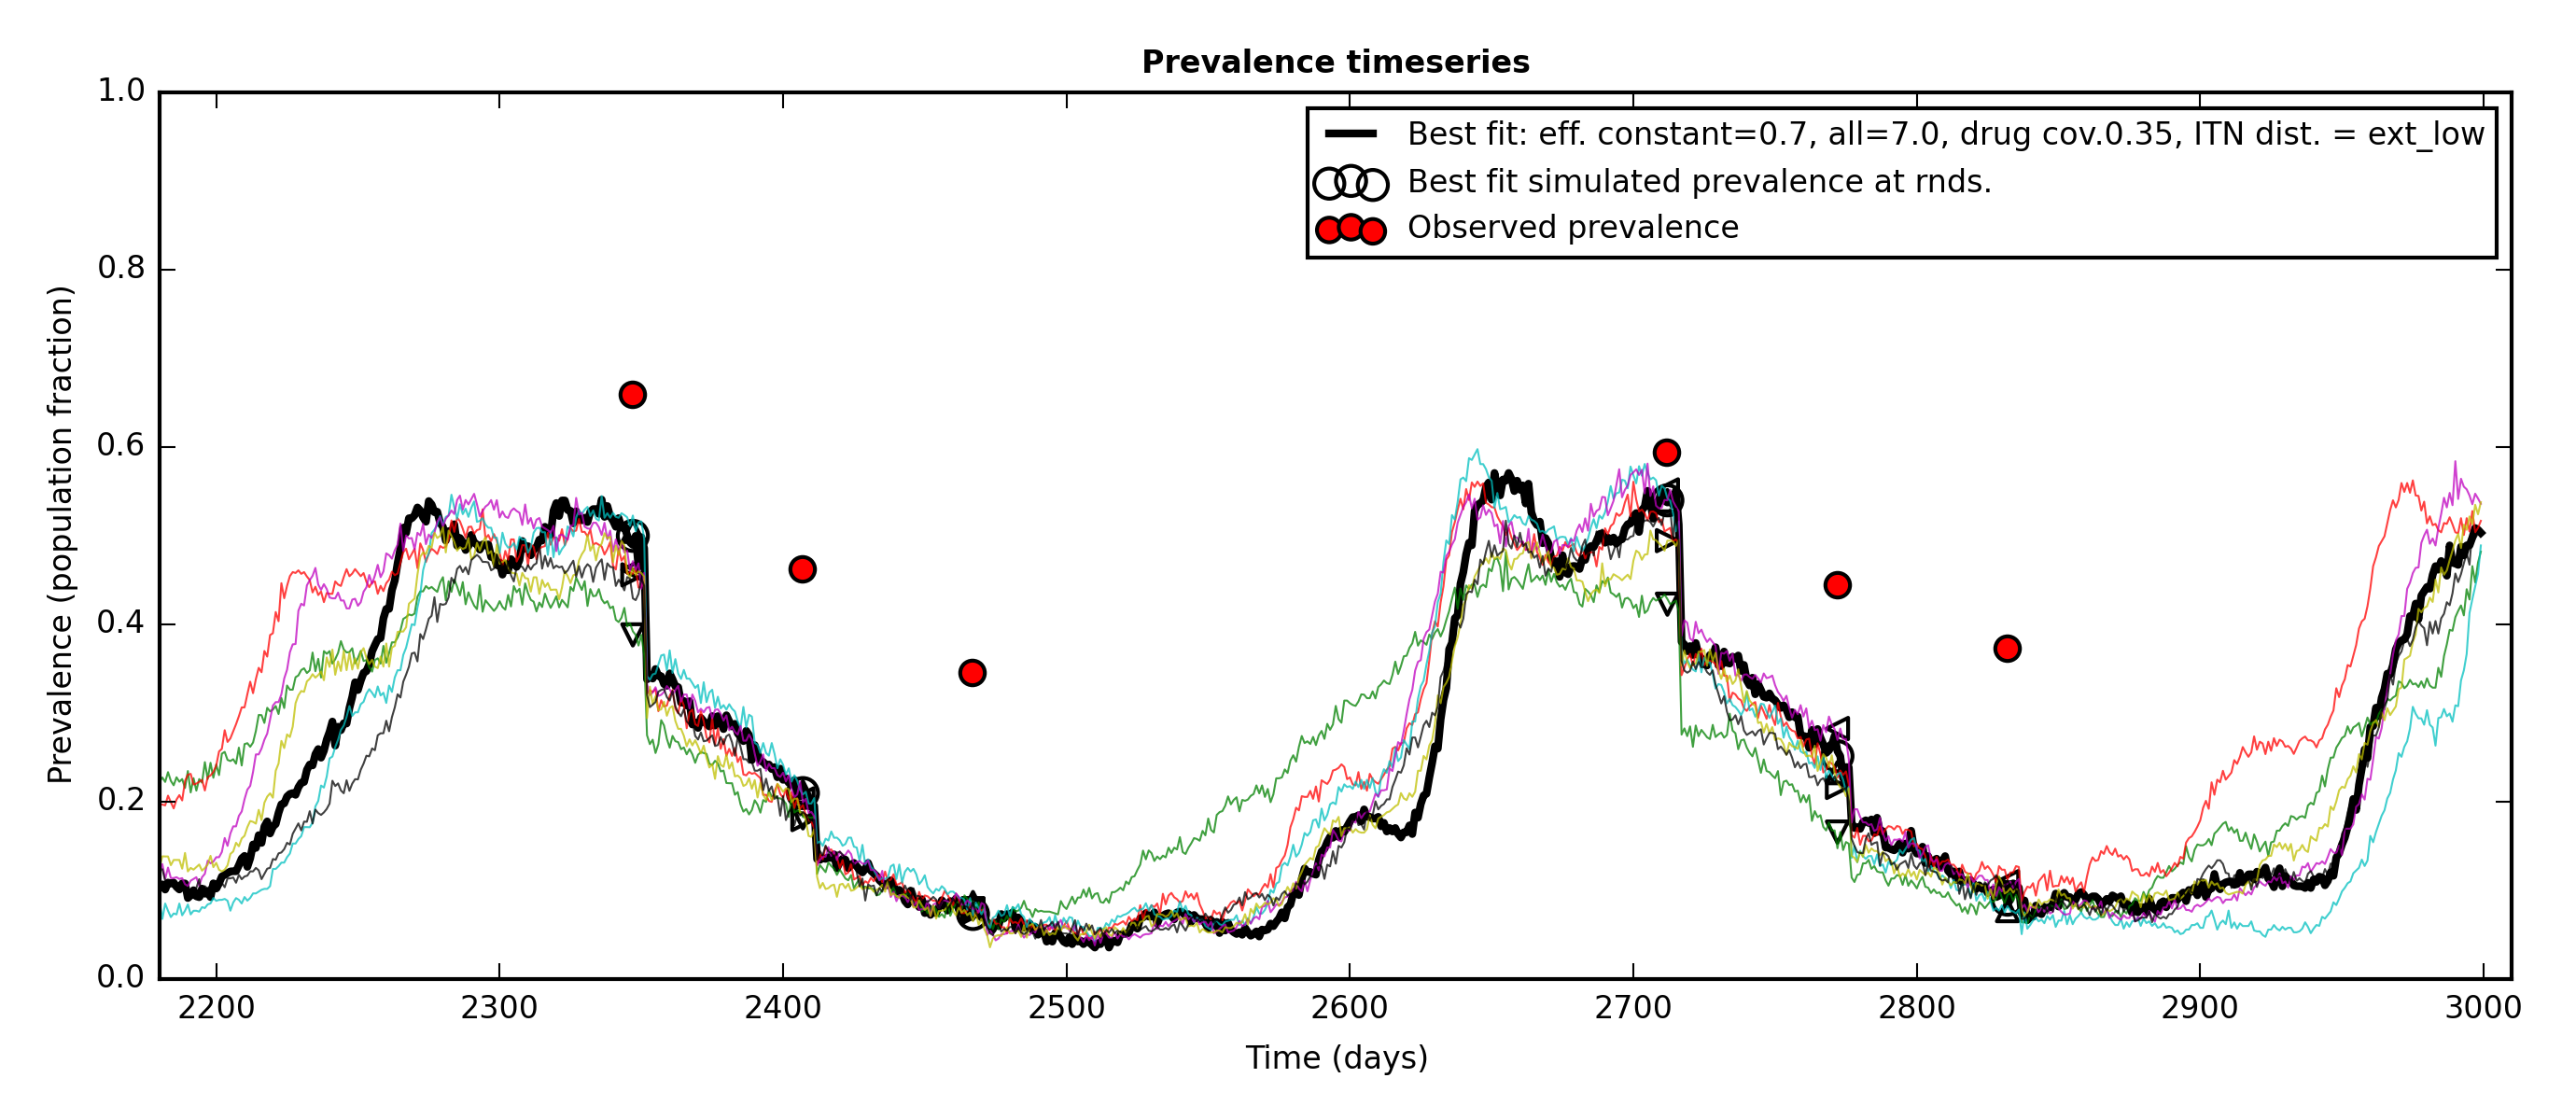 Prevalence timeseries
Best fit: eff. constant=0.7, all=7.0, drug cov.0.35, ITN dist. = ext_low
Best fit simulated prevalence at rnds.
Observed prevalence
Prevalence (population fraction)
1.0
0.8
0.6
0.4
0.2
0.0
2200 2300 2400 2500 2600 2700 2800 2900 3000
Time (days)